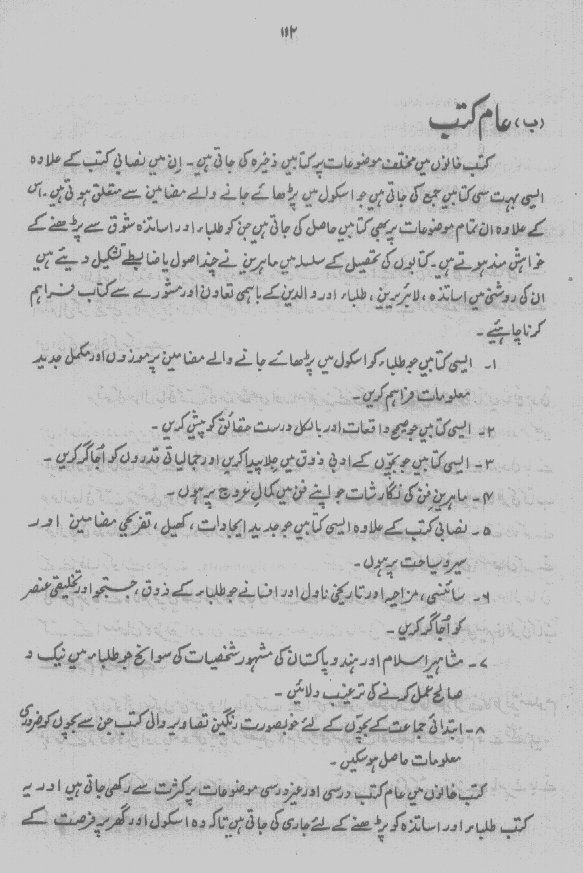 ۱۱۲
(ب) عام کتب
کتب خانوں میں مختلف موضوعات پر کتابیں ذخیرہ کی جاتی ہیں۔ ان میں نصابی کتب کے علاوہ
ایسی بہت سی کتابیں جمع کی جاتی ہیں جو اسکول میں پڑھائے جانے والے مضامین سے متعلق ہوتی ہیں۔ اس
کے علاوہ ان تمام موضوعات پر بھی کتابیں حاصل کی جاتی ہیں جن کو طلباء اور اساتذہ شوق سے پڑھنے کے
خواہش مند ہوتے ہیں۔ کتابوں کی تحصیل کے سلسلہ میں ماہرین نے چند اصول یا ضابطے تشکیل دیئے ہیں
ان کی روشنی میں اساتذہ، لائبریرین، طلباء اور والدین کے باہمی تعاون اور مشورے سے کتاب فراہم
کرنا چاہئیے۔
۱۔ ایسی کتابیں جو طلباء کو اسکول میں پڑھائے جانے والے مضامین پر موزوں اور مکمل جدید
معلومات فراہم کریں۔
۲۔ ایسی کتابیں جو صحیح واقعات اور بالکل درست حقائق کو پیش کریں۔
۳۔ ایسی کتابیں جو بچوں کے ادبی ذوق میں جلا پیدا کریں اور جمالیاتی قدروں کو اُجاگر کریں۔
۴۔ ماہرینِ فن کی نگارشات جو اپنے فن میں کمالِ عروج پر ہوں۔
۵۔ نصابی کتب کے علاوہ ایسی کتابیں جو جدید ایجادات، کھیل، تفریحی مضامین اور
سیر و سیاحت پر ہوں۔
۶۔ سائنسی، مزاحیہ اور تاریخی ناول اور افسانے جو طلباء کے ذوق، جستجو اور تخلیقی عنصر
کو اُجاگر کریں۔
۷۔ مشاہیرِ اسلام اور ہند و پاکستان کی مشہور شخصیات کی سوانح جو طلباء میں نیک و
صالح عمل کرنے کی ترغیب دلائیں۔
۸۔ ابتدائی جماعت کے بچوں کے لئے خوبصورت رنگین تصاویر والی کتب جن سے بچوں کو ضروری
معلومات حاصل ہوسکیں۔
کتب خانوں میں عام کتب درسی اور غیر درسی موضوعات پر کثرت سے رکھی جاتی ہیں اور یہ
کتب طلباء اور اساتذہ کو پڑھنے کے لئے جاری کی جاتی ہیں تاکہ وہ اسکول اور گھر پر فرصت کے